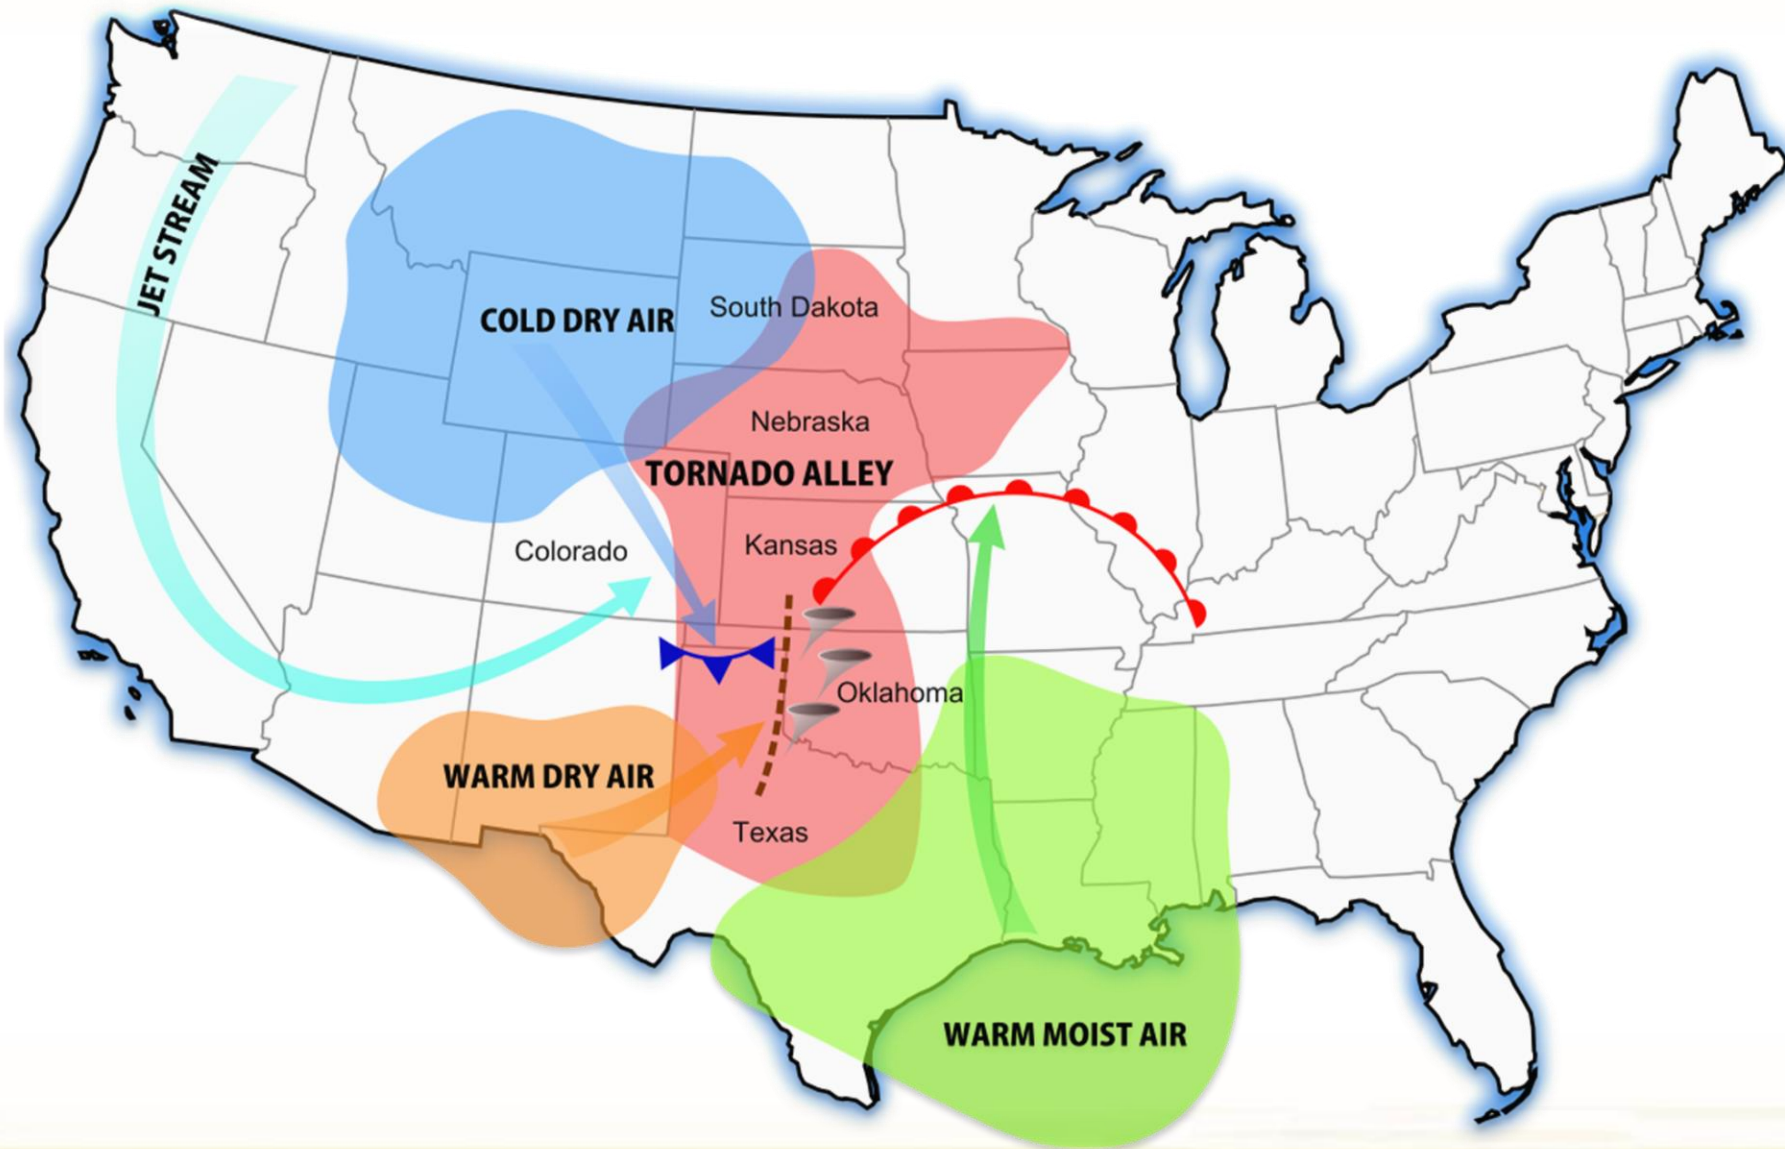 JET STREAM
COLD DRY AIR
South Dakota
Nebraska
TORNADO ALLEY
Colorado
Kansas
Oklahoma
WARM DRY AIR
Texas
WARM MOIST AIR